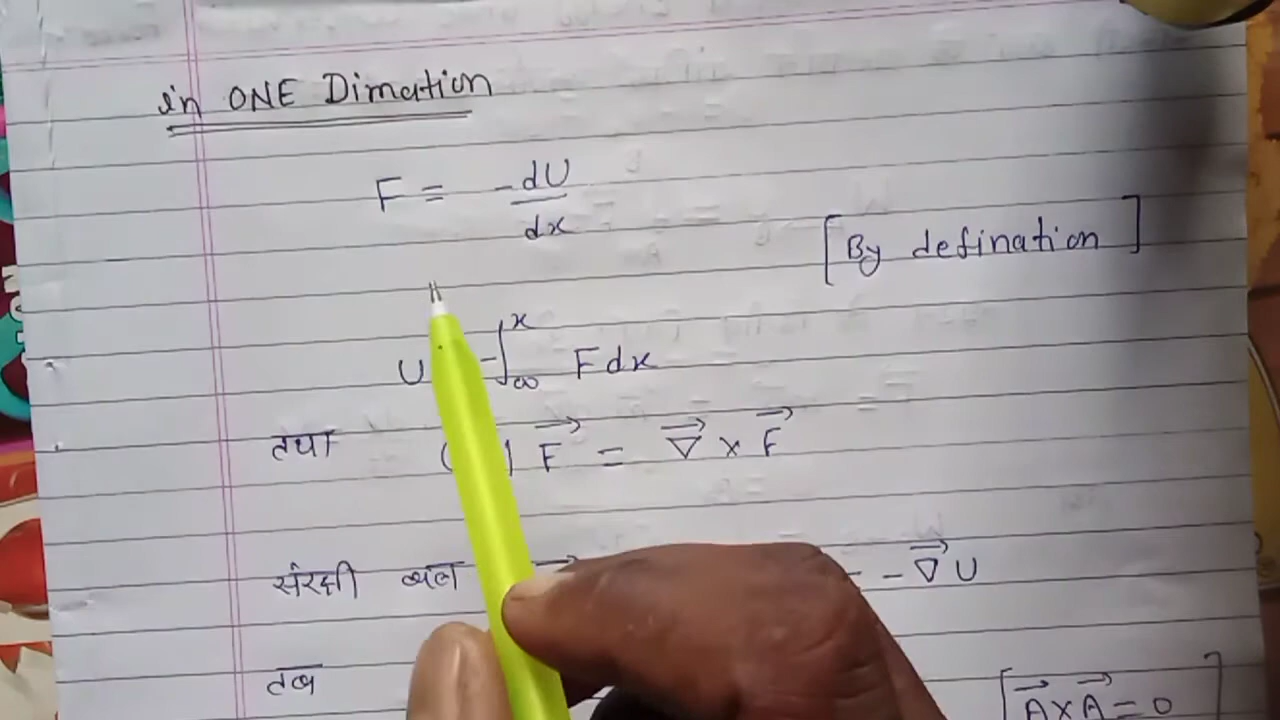 in ONE Dimation
F = - dU/dx
[By defination]
U -∫∞^x F dx
तथा ( l F⃗ = ∇⃗ × F⃗
संरक्षी बल - ∇⃗ U
तब [A⃗ × A⃗ = 0